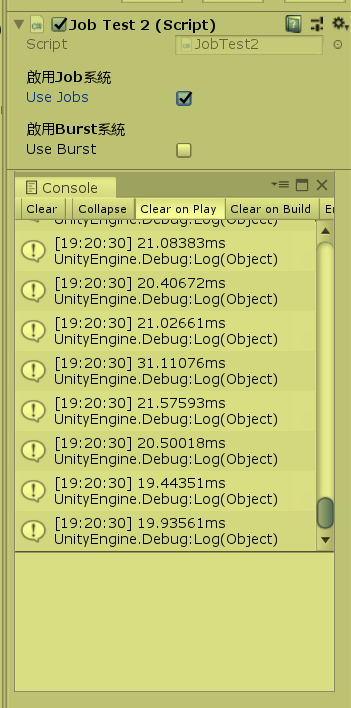 Job Test 2 (Script)
Script JobTest2
啟用Job系統
Use Jobs
啟用Burst系統
Use Burst
Console
Clear Collapse Clear on Play Clear on Build
UnityEngine.Debug:Log(Object)
[19:20:30] 21.08383ms
UnityEngine.Debug:Log(Object)
[19:20:30] 20.40672ms
UnityEngine.Debug:Log(Object)
[19:20:30] 21.02661ms
UnityEngine.Debug:Log(Object)
[19:20:30] 31.11076ms
UnityEngine.Debug:Log(Object)
[19:20:30] 21.57593ms
UnityEngine.Debug:Log(Object)
[19:20:30] 20.50018ms
UnityEngine.Debug:Log(Object)
[19:20:30] 19.44351ms
UnityEngine.Debug:Log(Object)
[19:20:30] 19.93561ms
UnityEngine.Debug:Log(Object)